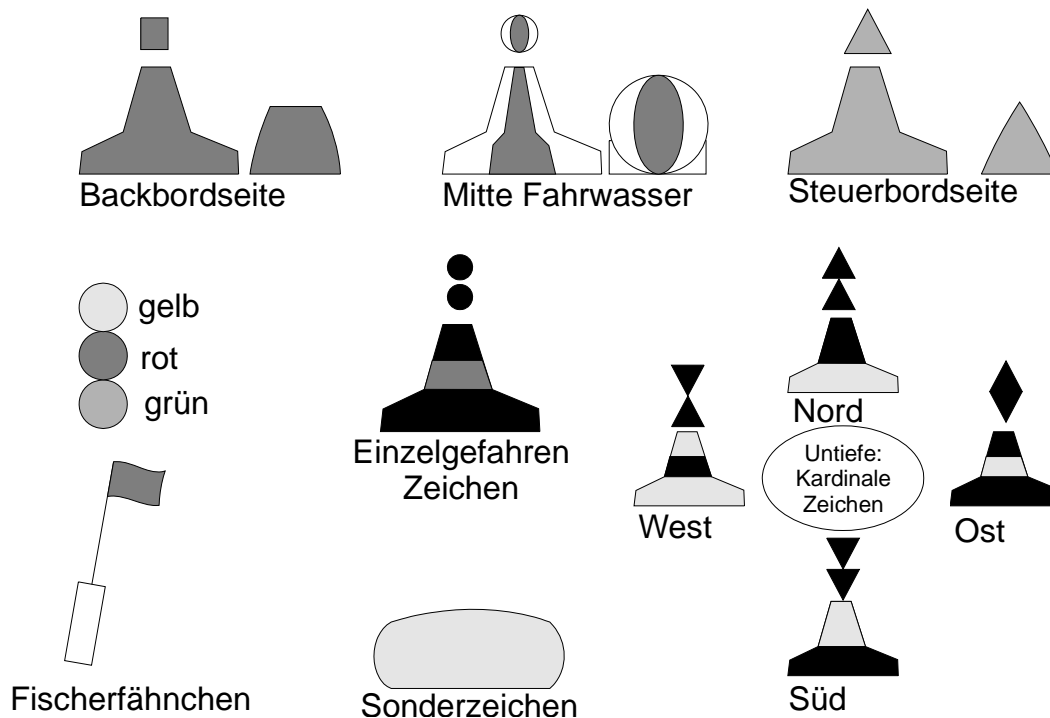 Backbordseite
Mitte Fahrwasser
Steuerbordseite
gelb
rot
grün
Einzelgefahren
Zeichen
Nord
Untiefe:
Kardinale
Zeichen
West
Ost
Süd
Fischerfähnchen
Sonderzeichen